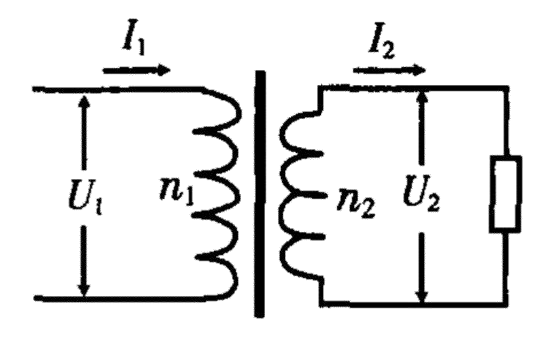 I₁ I₂
U₁ n₁ n₂ U₂